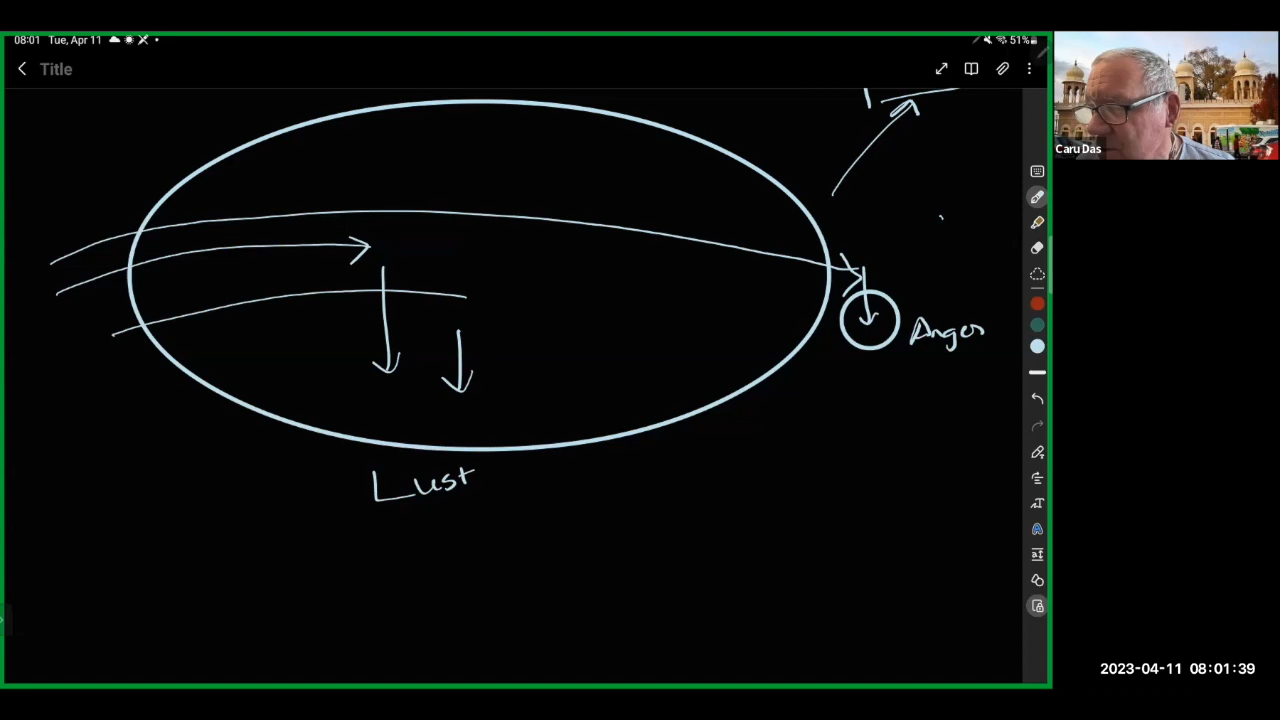 08:01 Tue, Apr 11
51%
Title
Caru Das
Anger
Lust
2023-04-11 08:01:39